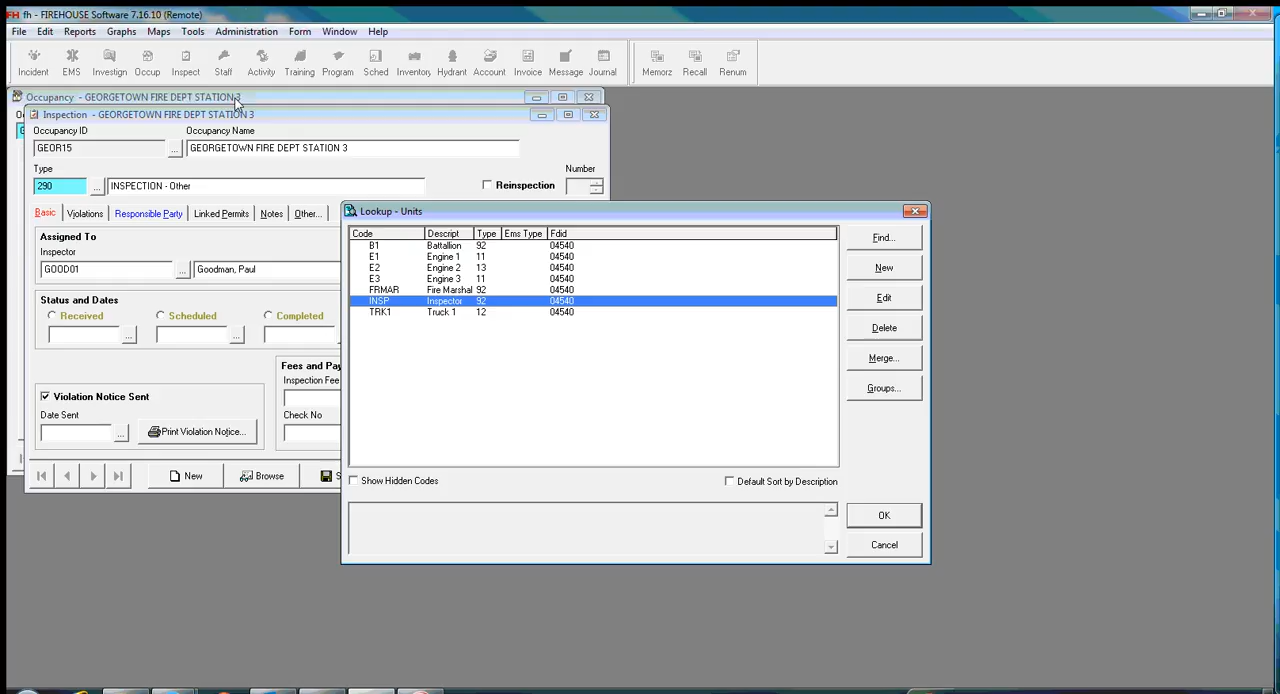 FH fh - FIREHOUSE Software 7.16.10 (Remote)
File Edit Reports Graphs Maps Tools Administration Form Window Help
Incident EMS Investign Occup Inspect Staff Activity Training Program Sched Inventory Hydrant Account Invoice Message Journal Memorz Recall Renum
Occupancy - GEORGETOWN FIRE DEPT STATION 3
Inspection - GEORGETOWN FIRE DEPT STATION 3
Occupancy ID Occupancy Name
GEOR15 ... GEORGETOWN FIRE DEPT STATION 3
Type Number
290 ... INSPECTION - Other Reinspection
Basic Violations Responsible Party Linked Permits Notes Other...
Assigned To
Inspector
GOOD01 ... Goodman, Paul
Status and Dates
Received Scheduled Completed
... ...
Fees and Pay
Inspection Fee
Violation Notice Sent
Date Sent
... Print Violation Notice...
Check No
New Browse S
Lookup - Units
Code Descript Type Ems Type Fdid
B1 Battallion 92 04540
E1 Engine 1 11 04540
E2 Engine 2 13 04540
E3 Engine 3 11 04540
FRMAR Fire Marshal 92 04540
INSP Inspector 92 04540
TRK1 Truck 1 12 04540
Find...
New
Edit
Delete
Merge...
Groups...
Show Hidden Codes Default Sort by Description
OK
Cancel